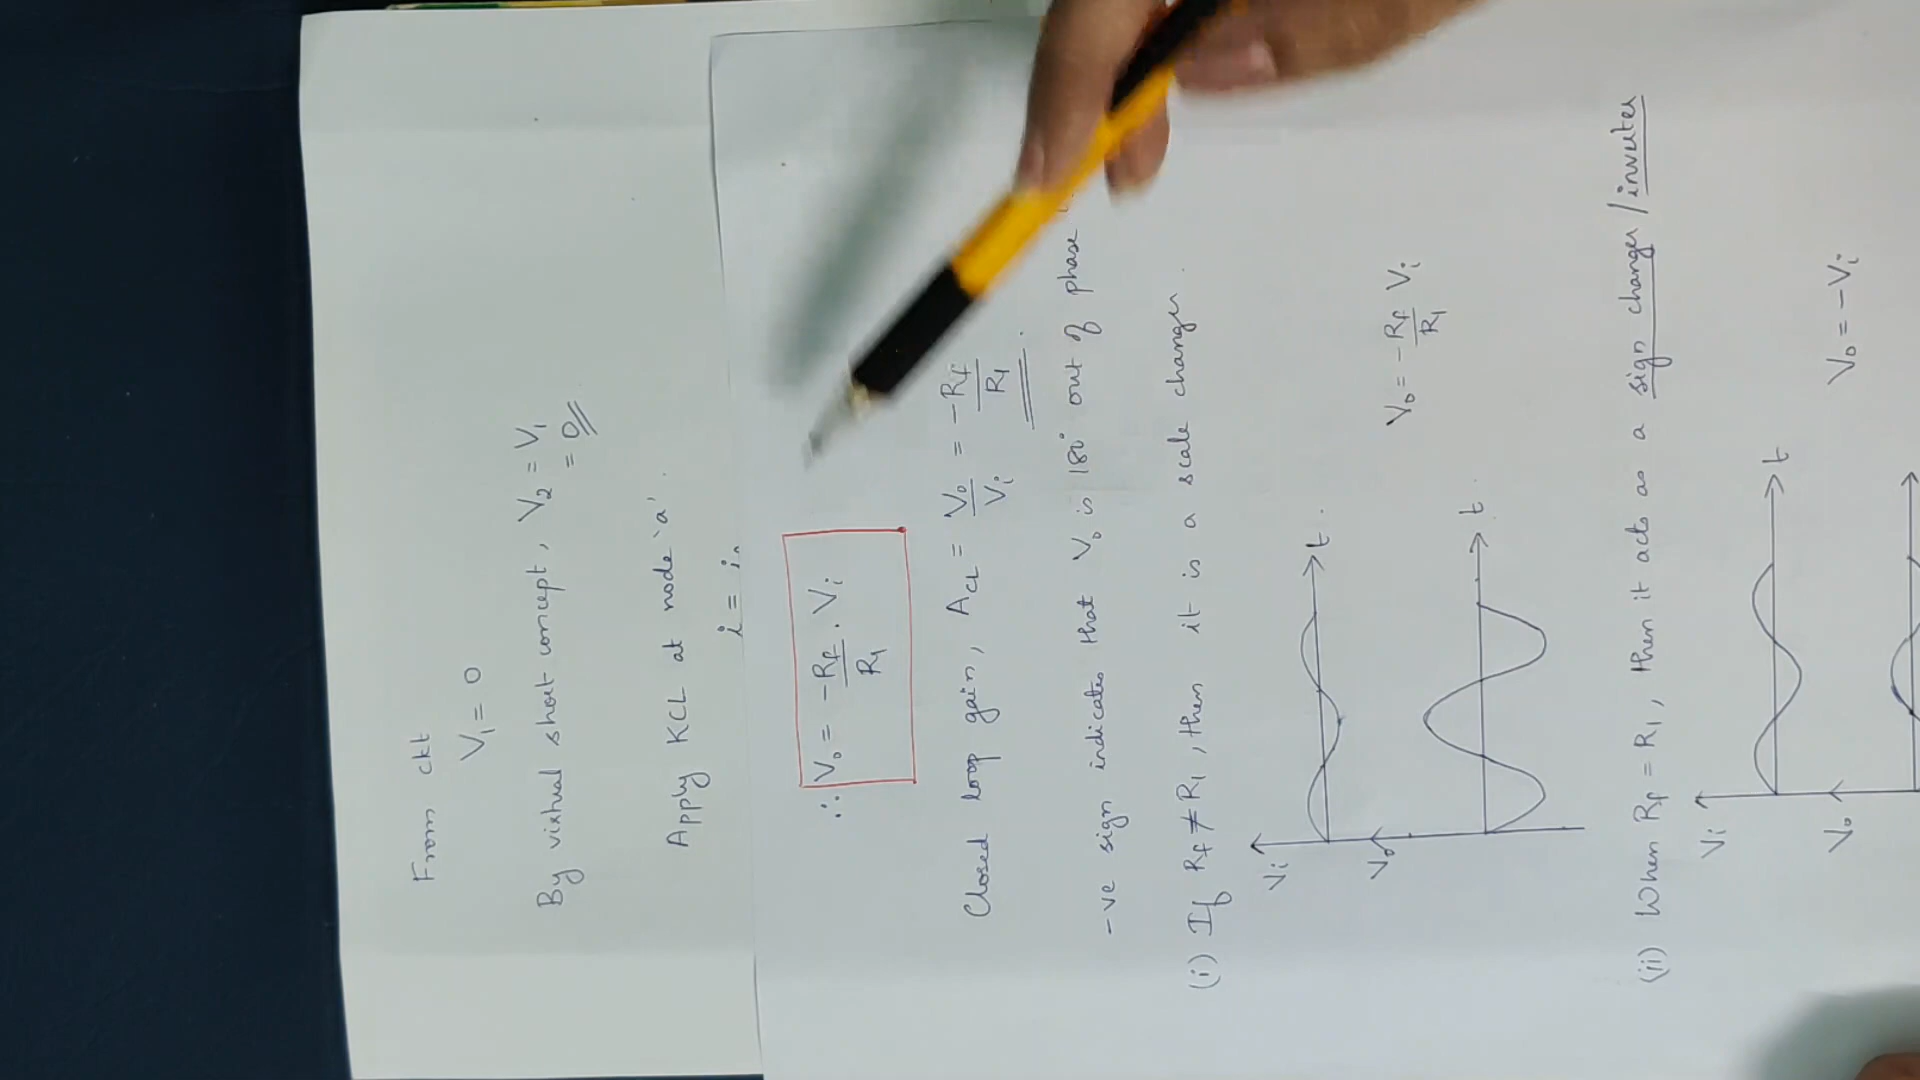 From ckt
V₁ = 0
By virtual short concept, V₂ = V₁
= 0
Apply KCL at node 'a'.
i =
∴ V₀ = -Rf/R₁ . Vi
Closed loop gain, A_CL = V₀/Vi = -Rf/R₁ .
-ve sign indicates that V₀ is 180° out of phase
(i) If Rf ≠ R₁, then it is a scale changer.
Vi
t
V₀ = -Rf/R₁ Vi
V₀
t
(ii) When Rf = R₁, then it acts as a sign changer / inverter
Vi
t
V₀ = -Vi
V₀